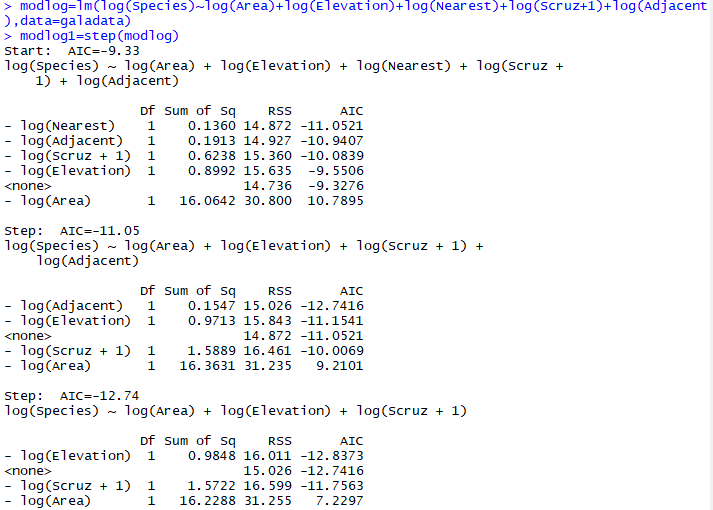 > modlog=lm(log(Species)~log(Area)+log(Elevation)+log(Nearest)+log(Scruz+1)+log(Adjacent
),data=galadata)
> modlog1=step(modlog)
Start:  AIC=-9.33
log(Species) ~ log(Area) + log(Elevation) + log(Nearest) + log(Scruz +
    1) + log(Adjacent)

                 Df Sum of Sq    RSS      AIC
- log(Nearest)    1    0.1360 14.872 -11.0521
- log(Adjacent)   1    0.1913 14.927 -10.9407
- log(Scruz + 1)  1    0.6238 15.360 -10.0839
- log(Elevation)  1    0.8992 15.635  -9.5506
<none>                        14.736  -9.3276
- log(Area)       1   16.0642 30.800  10.7895

Step:  AIC=-11.05
log(Species) ~ log(Area) + log(Elevation) + log(Scruz + 1) +
    log(Adjacent)

                 Df Sum of Sq    RSS      AIC
- log(Adjacent)   1    0.1547 15.026 -12.7416
- log(Elevation)  1    0.9713 15.843 -11.1541
<none>                        14.872 -11.0521
- log(Scruz + 1)  1    1.5889 16.461 -10.0069
- log(Area)       1   16.3631 31.235   9.2101

Step:  AIC=-12.74
log(Species) ~ log(Area) + log(Elevation) + log(Scruz + 1)

                 Df Sum of Sq    RSS      AIC
- log(Elevation)  1    0.9848 16.011 -12.8373
<none>                        15.026 -12.7416
- log(Scruz + 1)  1    1.5722 16.599 -11.7563
- log(Area)       1   16.2288 31.255   7.2297